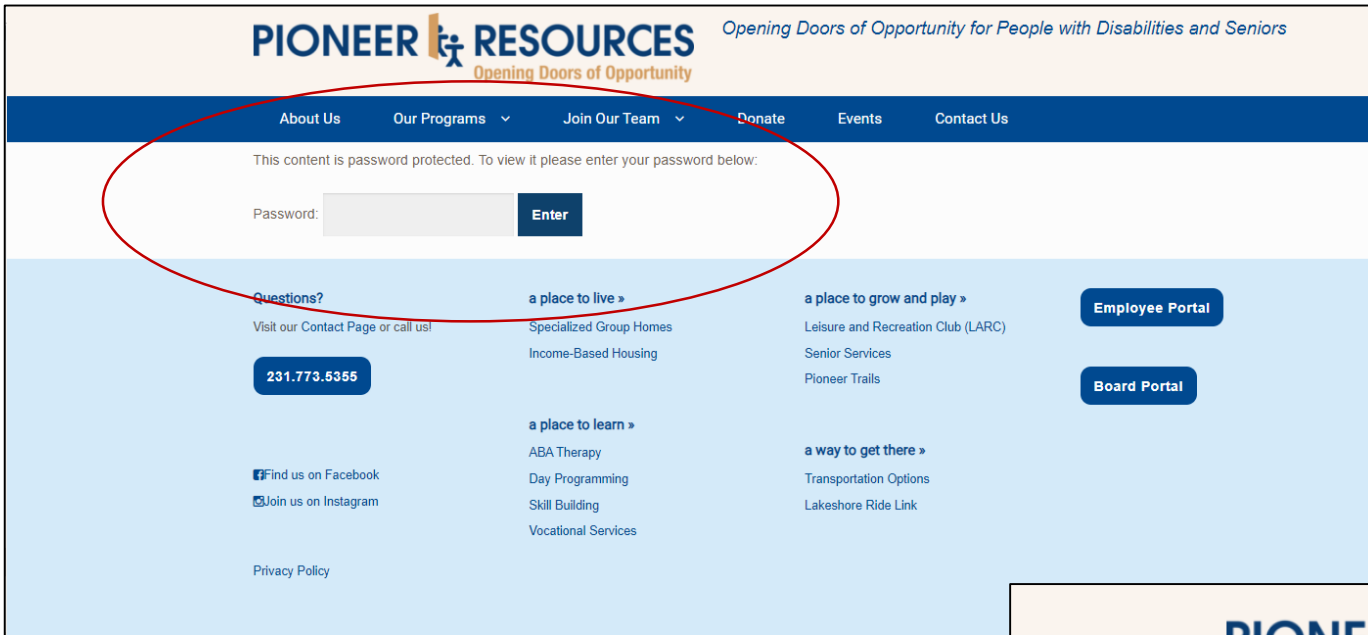 PIONEER RESOURCES
Opening Doors of Opportunity
Opening Doors of Opportunity for People with Disabilities and Seniors
About Us Our Programs Join Our Team Donate Events Contact Us
This content is password protected. To view it please enter your password below:
Password: Enter
Questions?
Visit our Contact Page or call us!
231.773.5355
Find us on Facebook
Join us on Instagram
Privacy Policy
a place to live »
Specialized Group Homes
Income-Based Housing
a place to learn »
ABA Therapy
Day Programming
Skill Building
Vocational Services
a place to grow and play »
Leisure and Recreation Club (LARC)
Senior Services
Pioneer Trails
a way to get there »
Transportation Options
Lakeshore Ride Link
Employee Portal
Board Portal